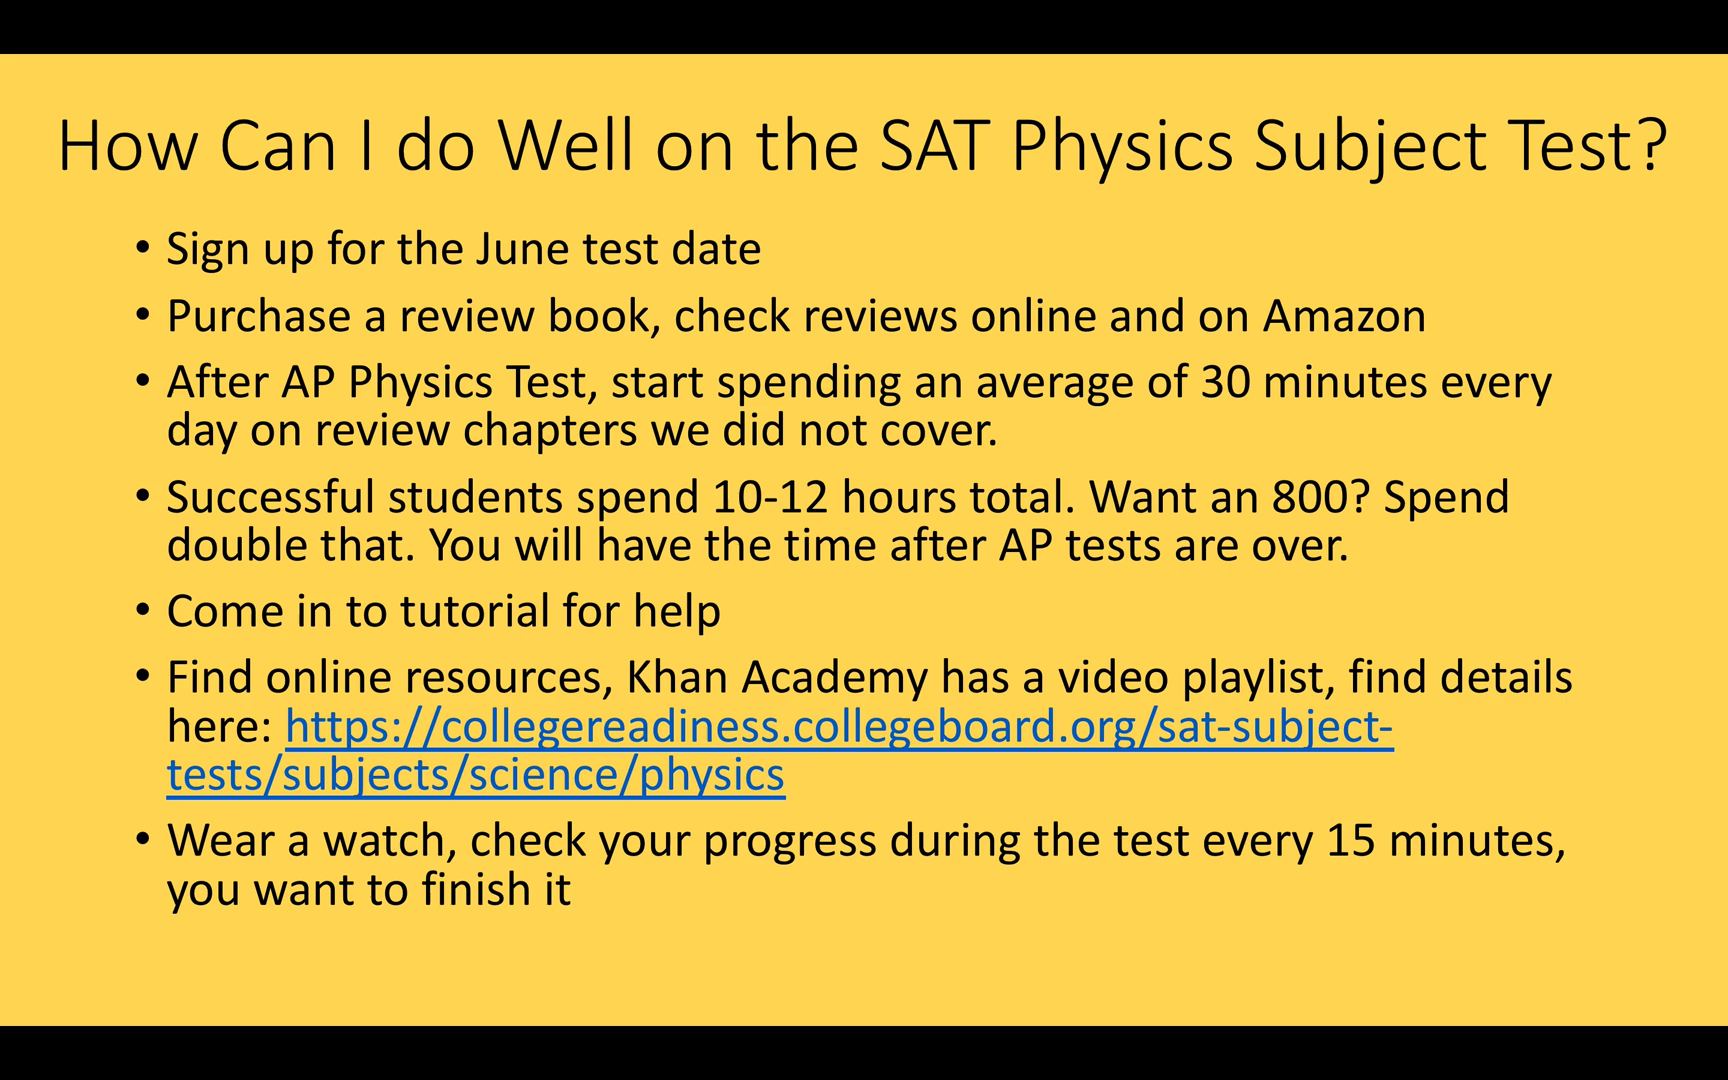 How Can I do Well on the SAT Physics Subject Test?
• Sign up for the June test date
• Purchase a review book, check reviews online and on Amazon
• After AP Physics Test, start spending an average of 30 minutes every
day on review chapters we did not cover.
• Successful students spend 10-12 hours total. Want an 800? Spend
double that. You will have the time after AP tests are over.
• Come in to tutorial for help
• Find online resources, Khan Academy has a video playlist, find details
here: https://collegereadiness.collegeboard.org/sat-subject-
tests/subjects/science/physics
• Wear a watch, check your progress during the test every 15 minutes,
you want to finish it